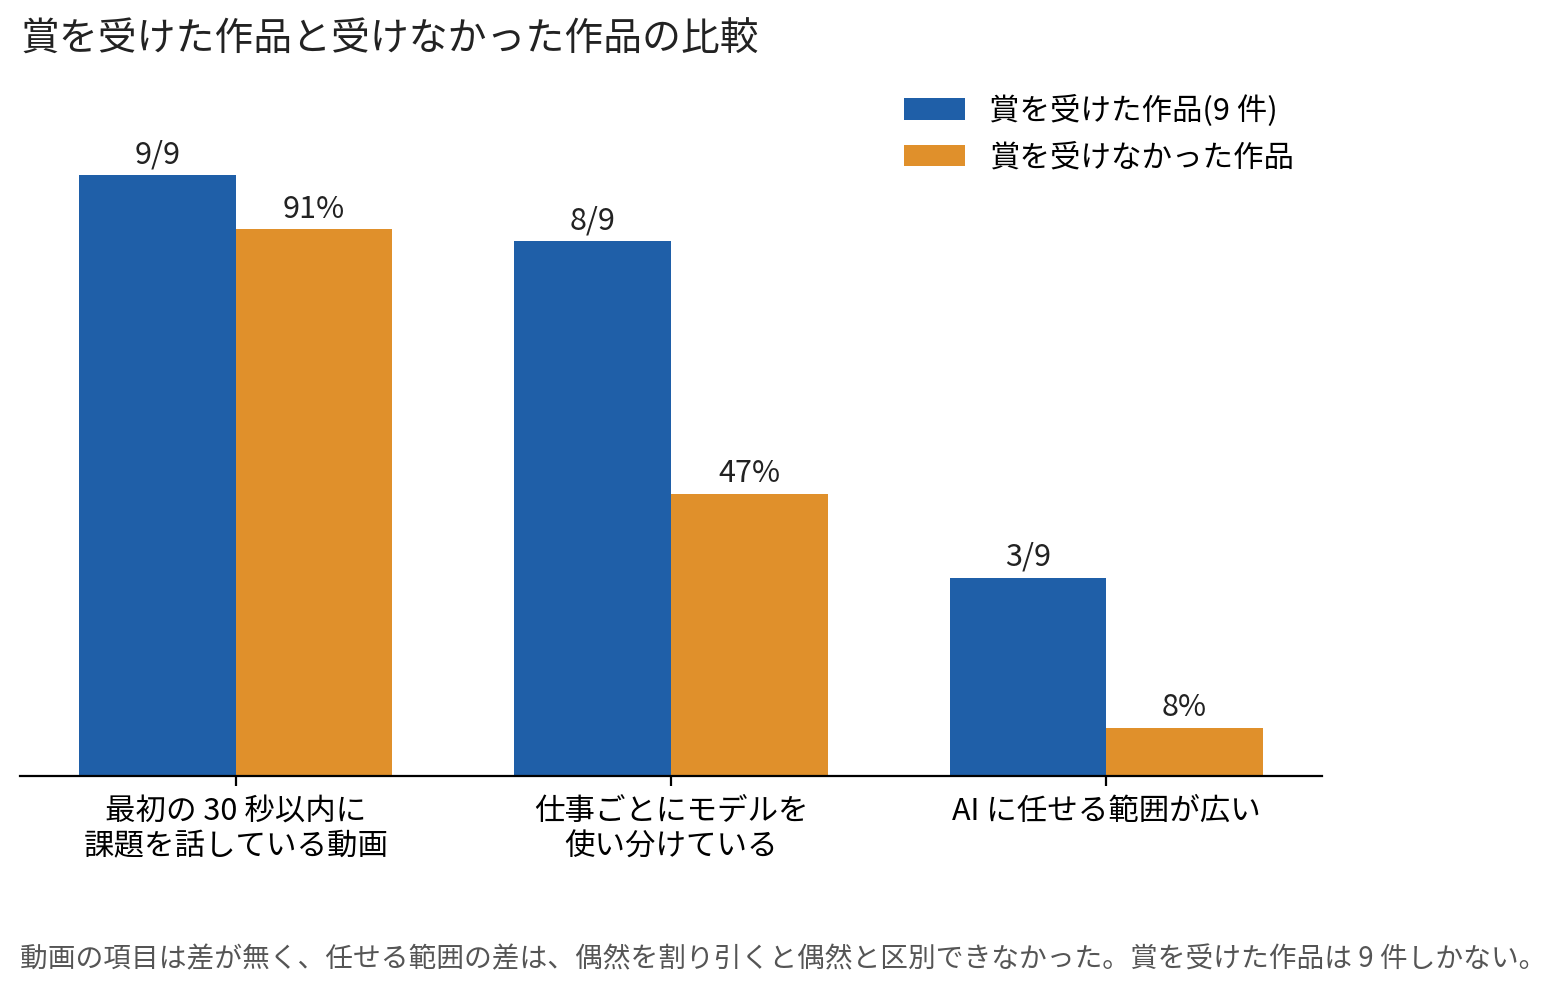 賞を受けた作品と受けなかった作品の比較
賞を受けた作品(9 件)
賞を受けなかった作品
9/9
91%
8/9
47%
3/9
8%
最初の 30 秒以内に
課題を話している動画
仕事ごとにモデルを
使い分けている
AI に任せる範囲が広い
動画の項目は差が無く、任せる範囲の差は、偶然を割り引くと偶然と区別できなかった。賞を受けた作品は 9 件しかない。